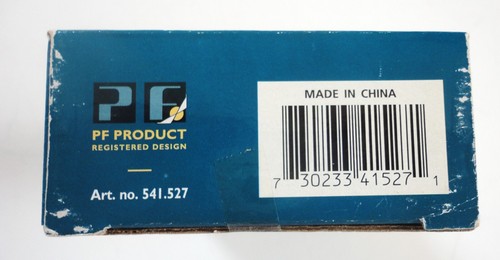 PF
PF PRODUCT
REGISTERED DESIGN
Art. no. 541.527
MADE IN CHINA
7 30233 41527 1